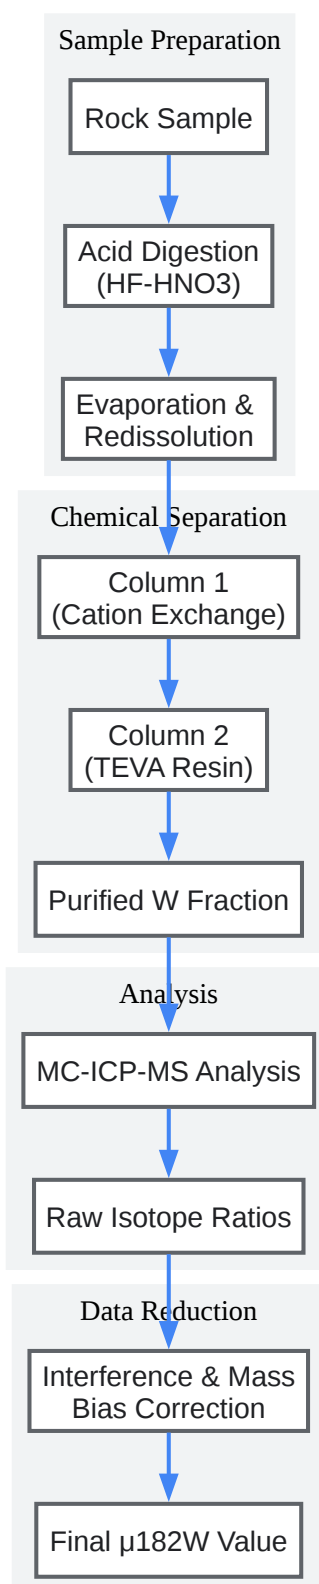 Sample Preparation
Rock Sample
Acid Digestion
(HF-HNO3)
Evaporation &
Redissolution
Chemical Separation
Column 1
(Cation Exchange)
Column 2
(TEVA Resin)
Purified W Fraction
Analysis
MC-ICP-MS Analysis
Raw Isotope Ratios
Data Reduction
Interference & Mass
Bias Correction
Final μ182W Value